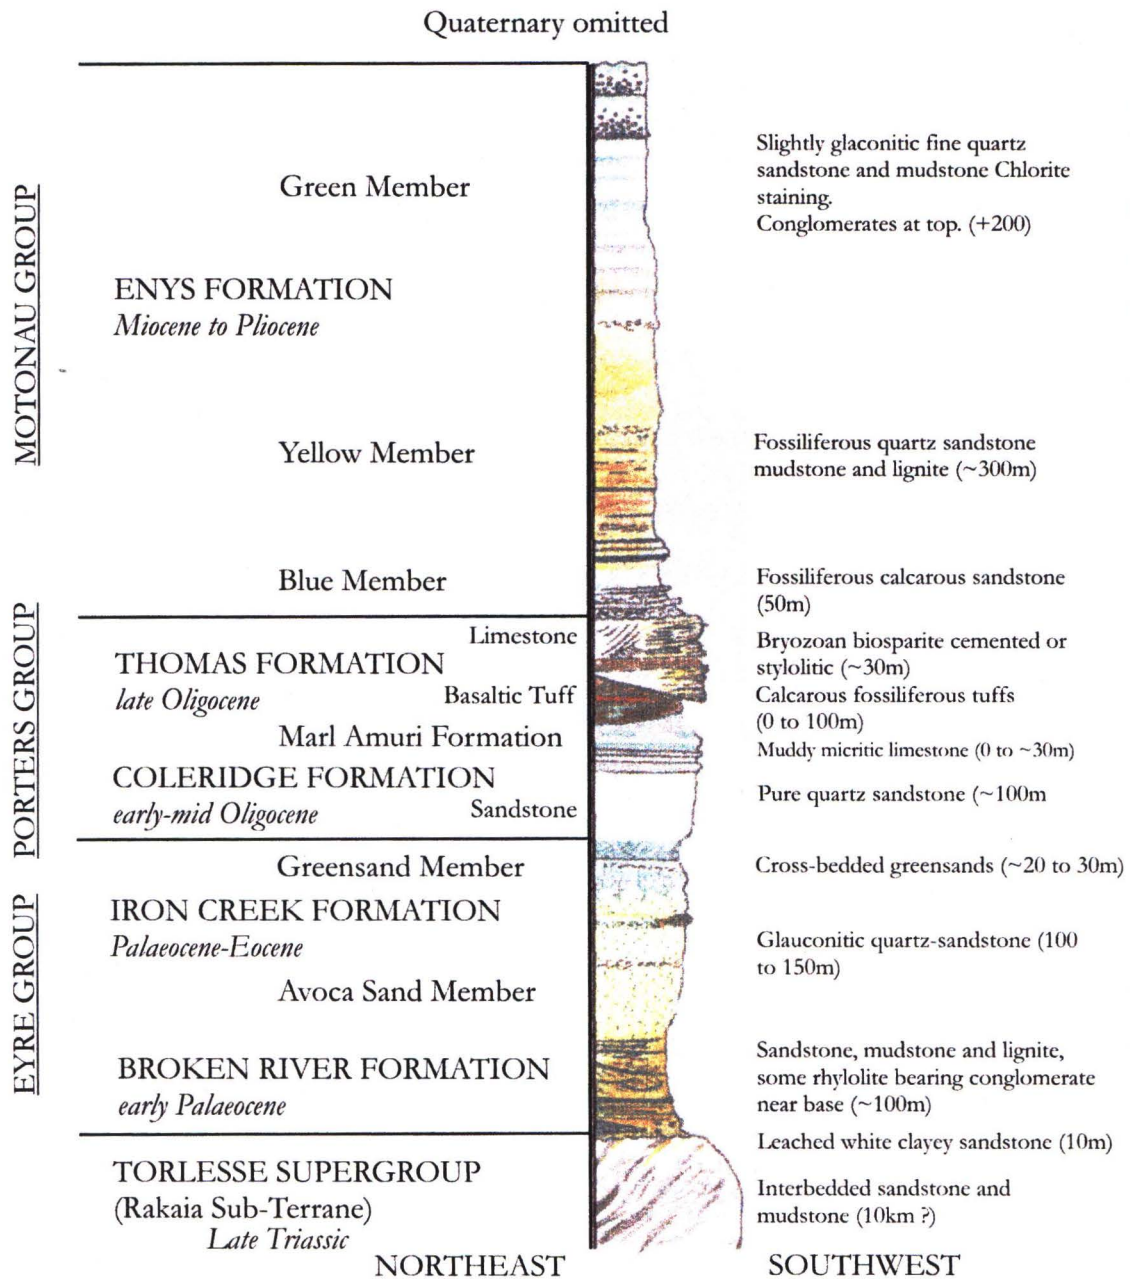 Quaternary omitted
MOTONAU GROUP
Green Member
Slightly glaconitic fine quartz
sandstone and mudstone Chlorite
staining.
Conglomerates at top. (+200)
ENYS FORMATION
Miocene to Pliocene
Yellow Member
Fossiliferous quartz sandstone
mudstone and lignite (~300m)
Blue Member
Fossiliferous calcarous sandstone
(50m)
PORTERS GROUP
Limestone
Bryozoan biosparite cemented or
stylolitic (~30m)
THOMAS FORMATION
late Oligocene
Basaltic Tuff
Calcarous fossiliferous tuffs
(0 to 100m)
Marl Amuri Formation
Muddy micritic limestone (0 to ~30m)
COLERIDGE FORMATION
early-mid Oligocene
Sandstone
Pure quartz sandstone (~100m
EYRE GROUP
Greensand Member
Cross-bedded greensands (~20 to 30m)
IRON CREEK FORMATION
Palaeocene-Eocene
Glauconitic quartz-sandstone (100
to 150m)
Avoca Sand Member
BROKEN RIVER FORMATION
early Palaeocene
Sandstone, mudstone and lignite,
some rhylolite bearing conglomerate
near base (~100m)
Leached white clayey sandstone (10m)
TORLESSE SUPERGROUP
(Rakaia Sub-Terrane)
Late Triassic
Interbedded sandstone and
mudstone (10km ?)
NORTHEAST
SOUTHWEST